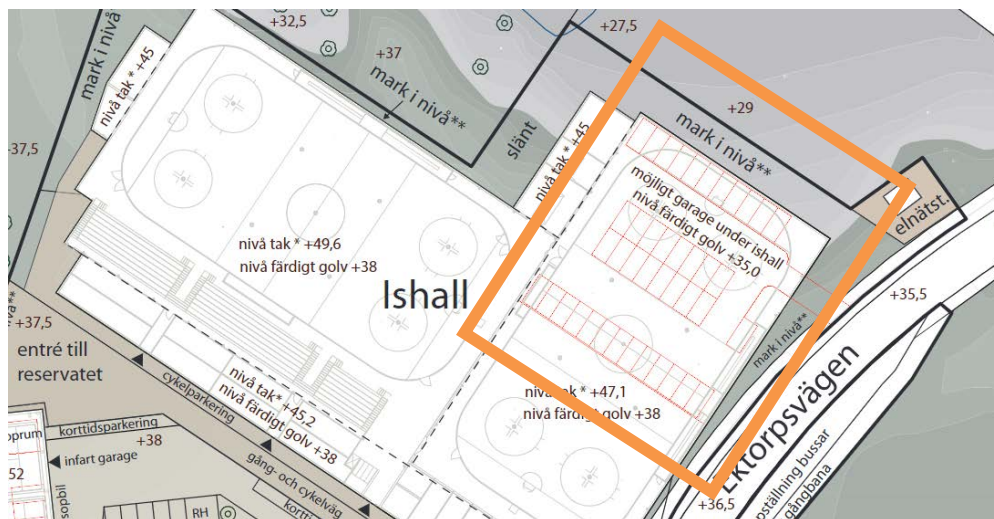 +32,5
+27,5
mark i nivå
nivå tak * +45
+37
mark i nivå**
slänt
+29
mark i nivå**
nivå tak * +45
-37,5
möjligt garage under ishall
nivå färdigt golv +35,0
elnätst.
nivå tak * +49,6
nivå färdigt golv +38
Ishall
+35,5
mark i nivå**
+37,5
entré till
reservatet
cykelparkering
nivå tak* +45,2
nivå färdigt golv +38
nivå tak * +47,1
nivå färdigt golv +38
Ektorpsvägen
korttidsparkering
+38
infart garage
52
gång- och cykelväg
RH
+36,5
gångbana